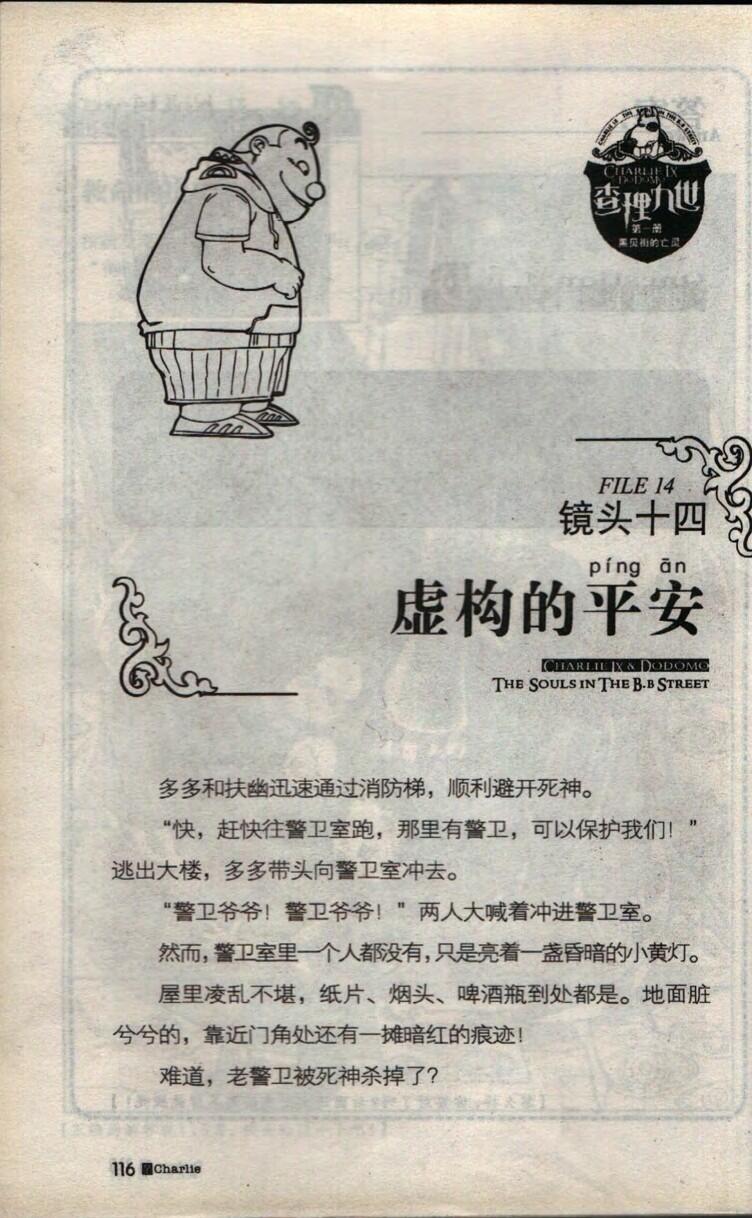 CHARLIE IX
DODOMO
查理九世
第一册
黑贝街的亡灵
FILE 14
镜头十四
píng ān
虚构的平安
CHARLIE IX & DODOMO
THE SOULS IN THE B.B STREET
多多和扶幽迅速通过消防梯，顺利避开死神。
“快，赶快往警卫室跑，那里有警卫，可以保护我们！”
逃出大楼，多多带头向警卫室冲去。
“警卫爷爷！警卫爷爷！”两人大喊着冲进警卫室。
然而，警卫室里一个人都没有，只是亮着一盏昏暗的小黄灯。
屋里凌乱不堪，纸片、烟头、啤酒瓶到处都是。地面脏
兮兮的，靠近门角处还有一摊暗红的痕迹！
难道，老警卫被死神杀掉了？
116 Charlie